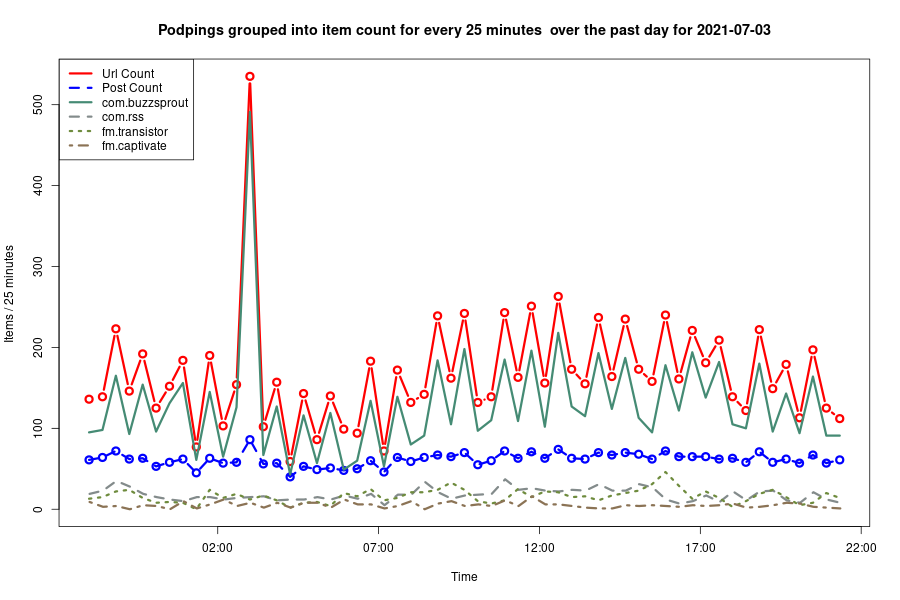 Podpings grouped into item count for every 25 minutes  over the past day for 2021-07-03
Url Count
Post Count
com.buzzsprout
com.rss
fm.transistor
fm.captivate
Items / 25 minutes
500
400
300
200
100
0
02:00
07:00
12:00
17:00
22:00
Time